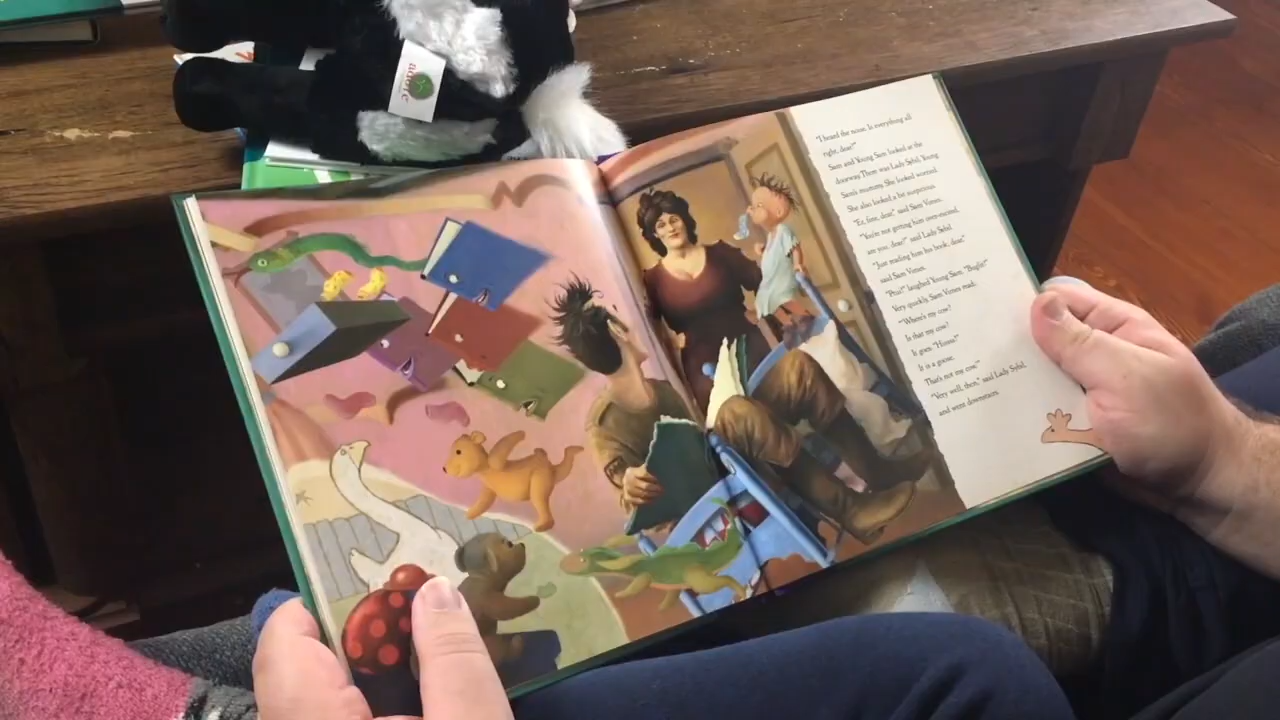 adore
"I heard the noise. Is everything all
right, dear?"
Sam and Young Sam looked at the
doorway. There was Lady Sybil, Young
Sam's mummy. She looked worried.
She also looked a bit suspicious.
"Er, fine, dear," said Sam Vimes.
"You're not getting him over-excited,
are you, dear?" said Lady Sybil.
"Just reading him his book, dear,"
said Sam Vimes.
laughed Young Sam.
Very quickly, Sam Vimes read:
"Where's my cow?
Is that my cow?
It goes,
It is a goose.
That's not my cow!"
"Very well, then," said Lady Sybil,
and went downstairs.